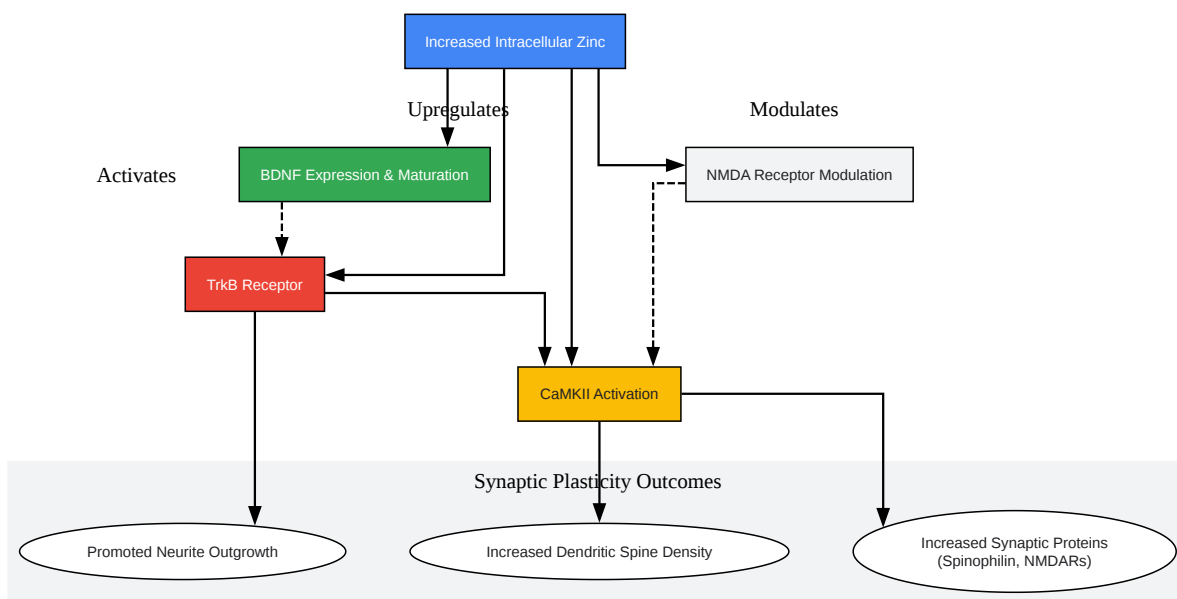 Increased Intracellular Zinc
Upregulates
Modulates
Activates
BDNF Expression & Maturation
NMDA Receptor Modulation
TrkB Receptor
CaMKII Activation
Synaptic Plasticity Outcomes
Promoted Neurite Outgrowth
Increased Dendritic Spine Density
Increased Synaptic Proteins
(Spinophilin, NMDARs)